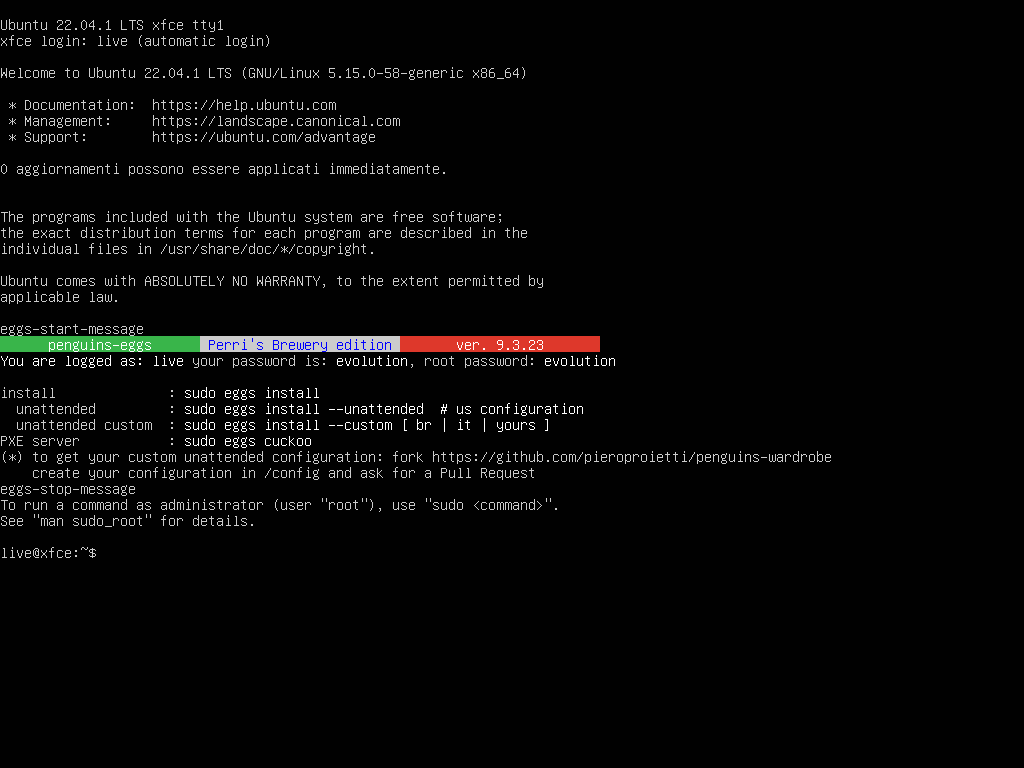 Ubuntu 22.04.1 LTS xfce tty1
xfce login: live (automatic login)
Welcome to Ubuntu 22.04.1 LTS (GNU/Linux 5.15.0-58-generic x86_64)
* Documentation:  https://help.ubuntu.com
* Management:     https://landscape.canonical.com
* Support:        https://ubuntu.com/advantage
0 aggiornamenti possono essere applicati immediatamente.
The programs included with the Ubuntu system are free software;
the exact distribution terms for each program are described in the
individual files in /usr/share/doc/*/copyright.
Ubuntu comes with ABSOLUTELY NO WARRANTY, to the extent permitted by
applicable law.
eggs-start-message
penguins-eggs Perri's Brewery edition ver. 9.3.23
You are logged as: live your password is: evolution, root password: evolution
install              : sudo eggs install
unattended         : sudo eggs install --unattended  # us configuration
unattended custom  : sudo eggs install --custom [ br | it | yours ]
PXE server           : sudo eggs cuckoo
(*) to get your custom unattended configuration: fork https://github.com/pieroproietti/penguins-wardrobe
create your configuration in /config and ask for a Pull Request
eggs-stop-message
To run a command as administrator (user "root"), use "sudo <command>".
See "man sudo_root" for details.
live@xfce:~$